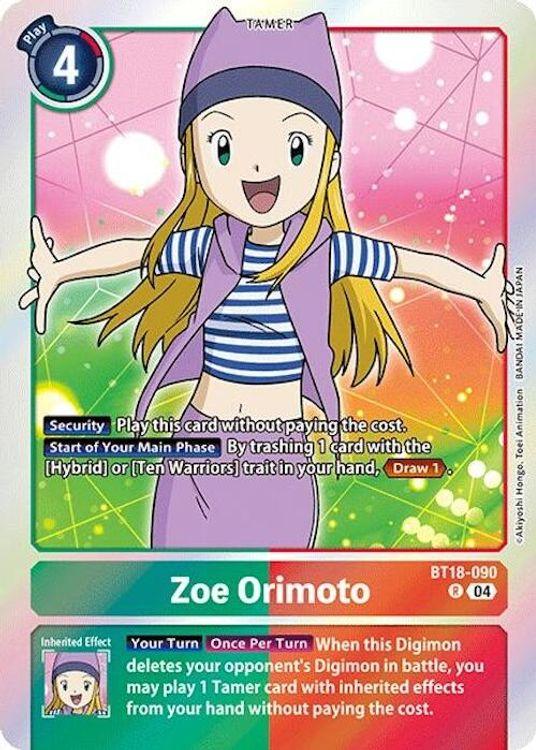 TAMER
Play
4
Security Play this card without paying the cost.
Start of Your Main Phase By trashing 1 card with the
[Hybrid] or [Ten Warriors] trait in your hand, Draw 1.
©Akiyoshi Hongo, Toei Animation BANDAI MADE IN JAPAN
BT18-090
Zoe Orimoto
R 04
Inherited Effect
Your Turn Once Per Turn When this Digimon
deletes your opponent's Digimon in battle, you
may play 1 Tamer card with inherited effects
from your hand without paying the cost.